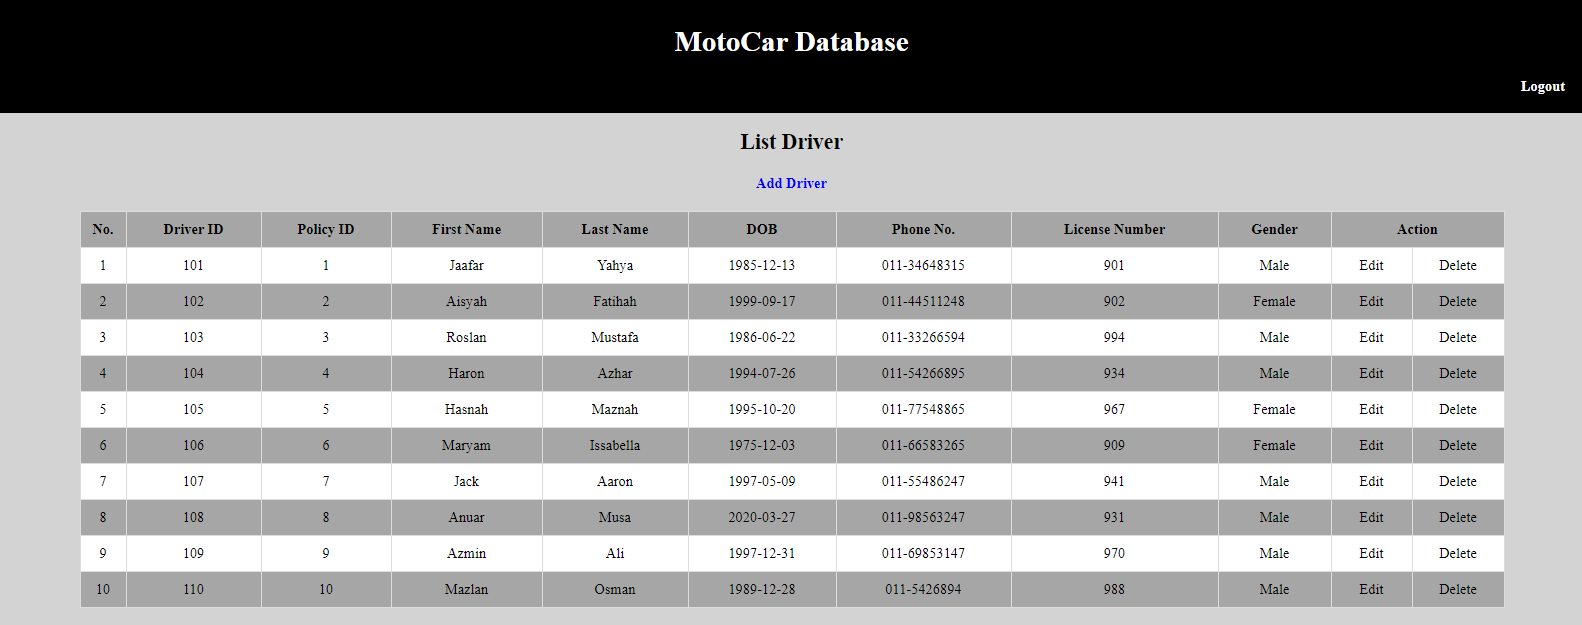 MotoCar Database
Logout
List Driver
Add Driver
No. Driver ID Policy ID First Name Last Name DOB Phone No. License Number Gender Action
1 101 1 Jaafar Yahya 1985-12-13 011-34648315 901 Male Edit Delete
2 102 2 Aisyah Fatihah 1999-09-17 011-44511248 902 Female Edit Delete
3 103 3 Roslan Mustafa 1986-06-22 011-33266594 994 Male Edit Delete
4 104 4 Haron Azhar 1994-07-26 011-54266895 934 Male Edit Delete
5 105 5 Hasnah Maznah 1995-10-20 011-77548865 967 Female Edit Delete
6 106 6 Maryam Issabella 1975-12-03 011-66583265 909 Female Edit Delete
7 107 7 Jack Aaron 1997-05-09 011-55486247 941 Male Edit Delete
8 108 8 Anuar Musa 2020-03-27 011-98563247 931 Male Edit Delete
9 109 9 Azmin Ali 1997-12-31 011-69853147 970 Male Edit Delete
10 110 10 Mazlan Osman 1989-12-28 011-5426894 988 Male Edit Delete